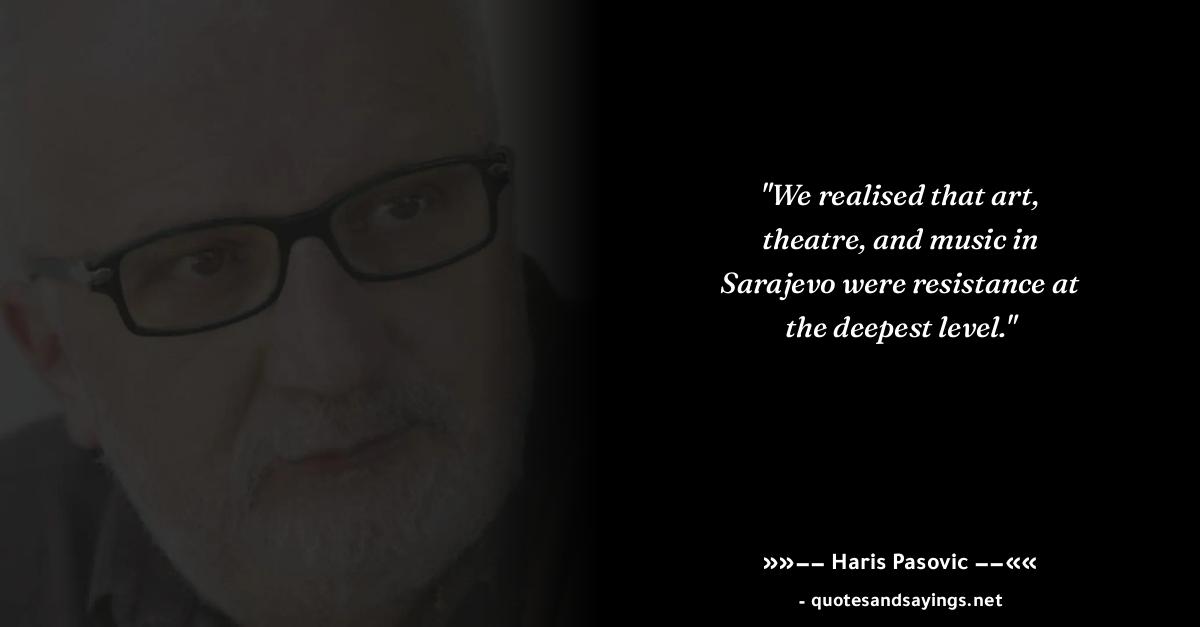 "We realised that art,
theatre, and music in
Sarajevo were resistance at
the deepest level."
»»−− Haris Pasovic −−««
- quotesandsayings.net